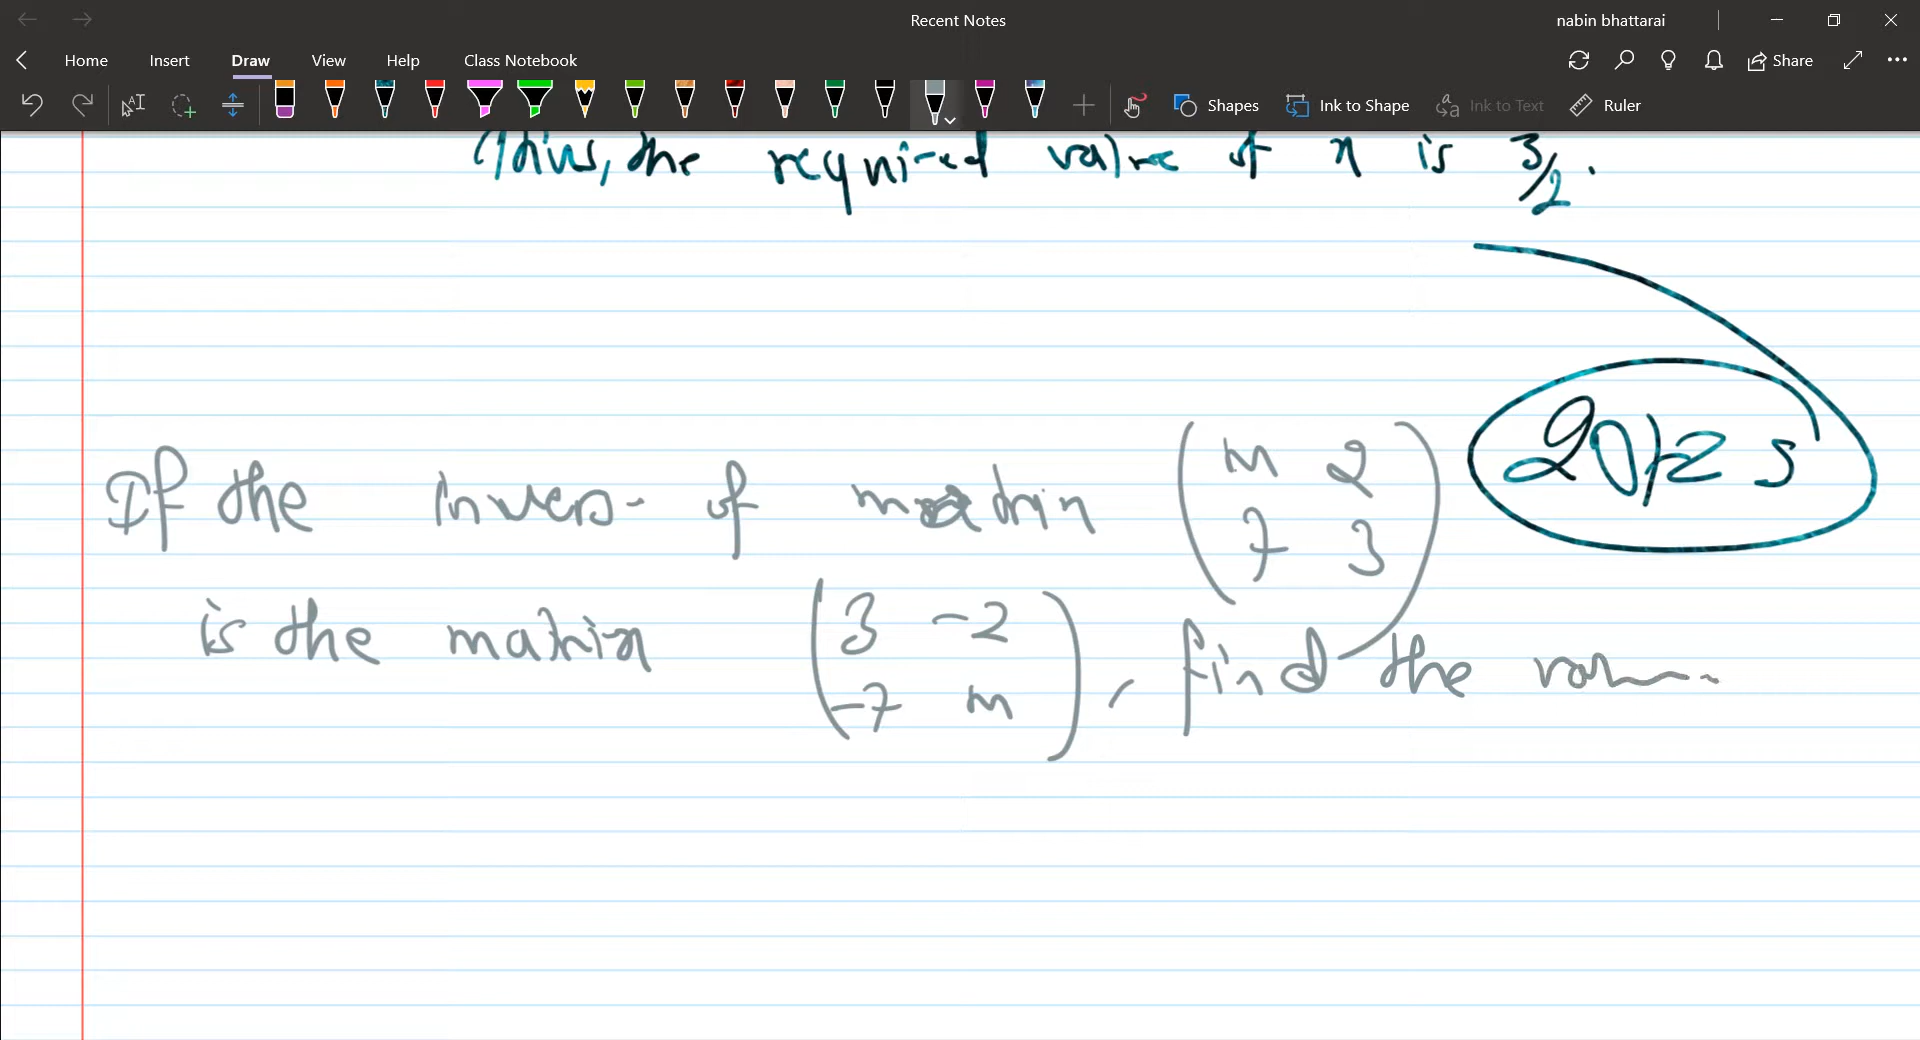 Recent Notes
nabin bhattarai
Home Insert Draw View Help Class Notebook
Share
Shapes Ink to Shape Ink to Text Ruler
Thus, the required value of x is 3/2.
If the inverse of matrix ( m 2
7 3 )
is the matrix ( 3 -2
-7 m ), find the